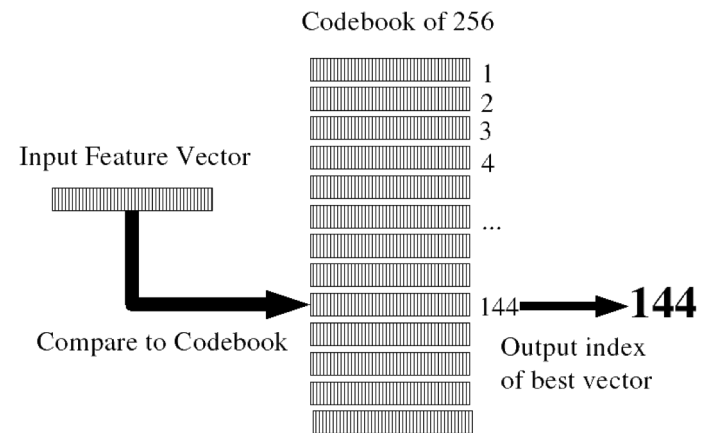 Codebook of 256
1
2
3
4
...
Input Feature Vector
Compare to Codebook
144
144
Output index
of best vector